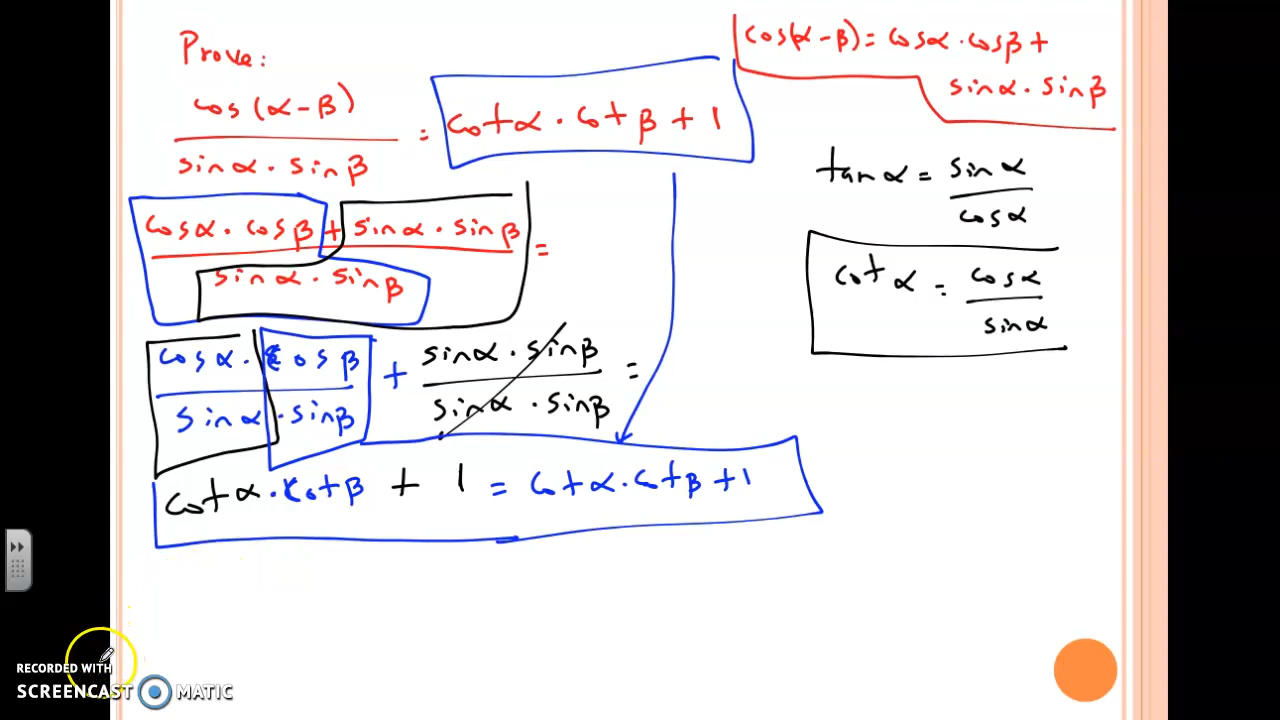 Prove:
cos(α-β) / sinα · sinβ = cotα · cotβ + 1
cos(α-β) = cosα · cosβ +
sinα · sinβ
tanα = sinα / cosα
cotα = cosα / sinα
cosα · cosβ + sinα · sinβ / sinα · sinβ =
cosα · cosβ / sinα · sinβ + sinα · sinβ / sinα · sinβ =
cotα · cotβ + 1 = cotα · cotβ + 1
RECORDED WITH
SCREENCAST MATIC